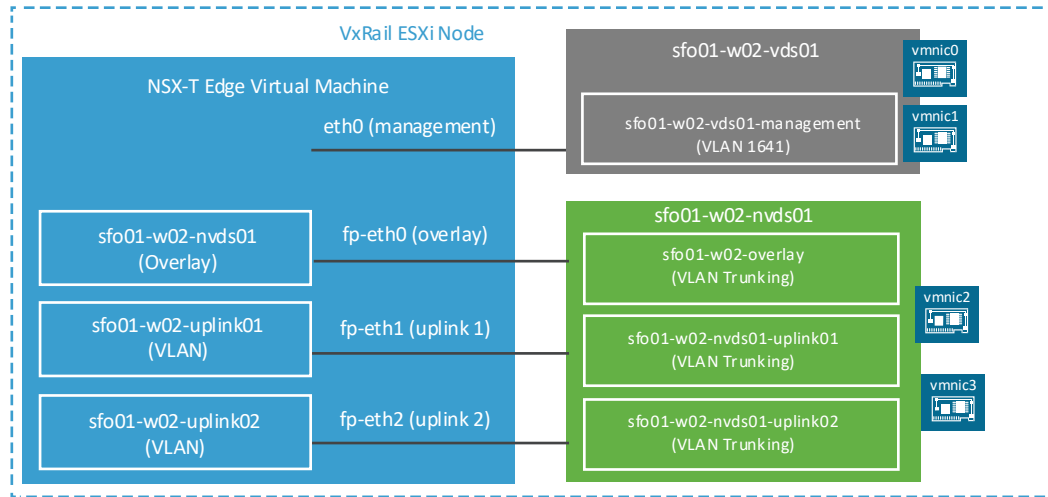 VxRail ESXi Node
NSX-T Edge Virtual Machine
eth0 (management)
sfo01-w02-vds01
vmnic0
sfo01-w02-vds01-management
(VLAN 1641)
vmnic1
sfo01-w02-nvds01
(Overlay)
fp-eth0 (overlay)
sfo01-w02-nvds01
sfo01-w02-overlay
(VLAN Trunking)
vmnic2
sfo01-w02-uplink01
(VLAN)
fp-eth1 (uplink 1)
sfo01-w02-nvds01-uplink01
(VLAN Trunking)
vmnic3
sfo01-w02-uplink02
(VLAN)
fp-eth2 (uplink 2)
sfo01-w02-nvds01-uplink02
(VLAN Trunking)